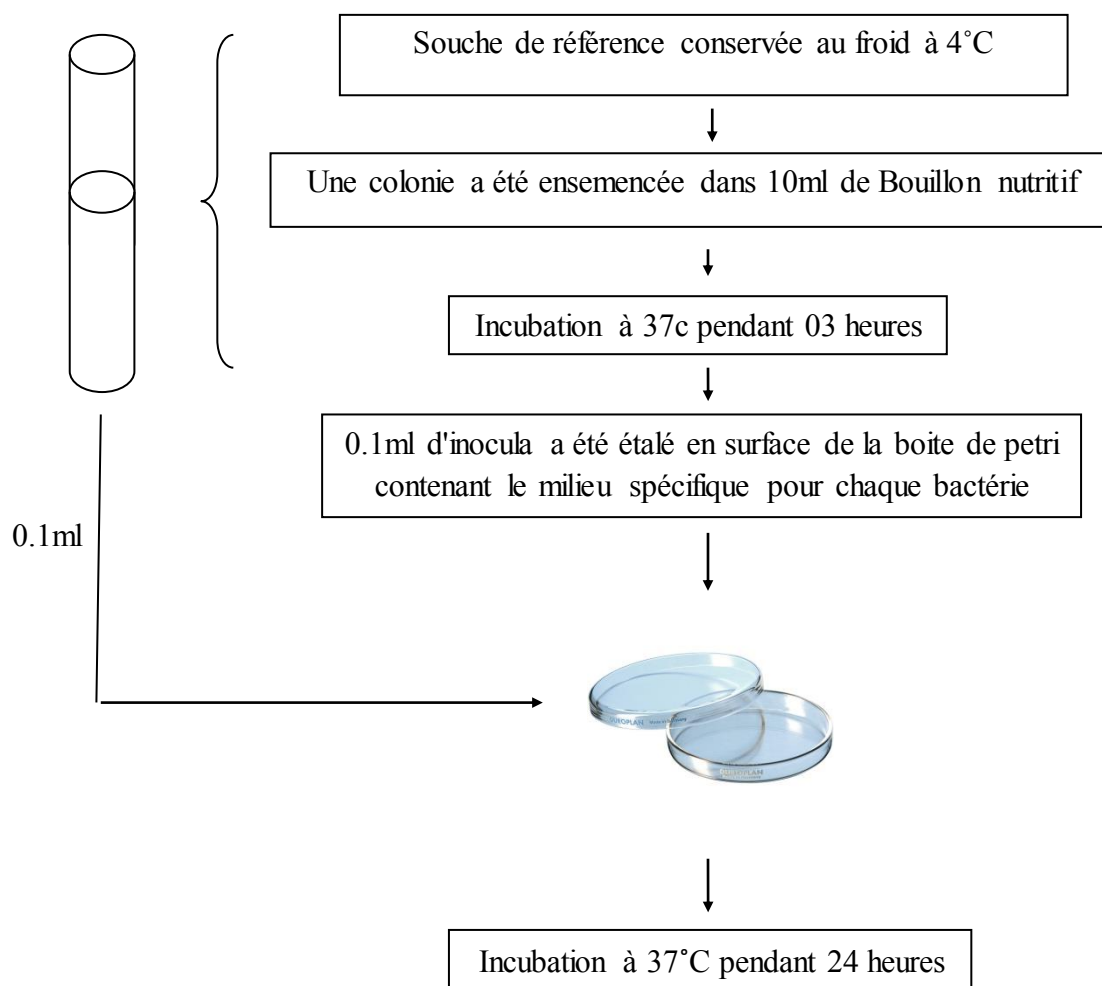 Souche de référence conservée au froid à 4°C
Une colonie a été ensemencée dans 10ml de Bouillon nutritif
Incubation à 37c pendant 03 heures
0.1ml d'inocula a été étalé en surface de la boite de petri
contenant le milieu spécifique pour chaque bactérie
0.1ml
Incubation à 37°C pendant 24 heures